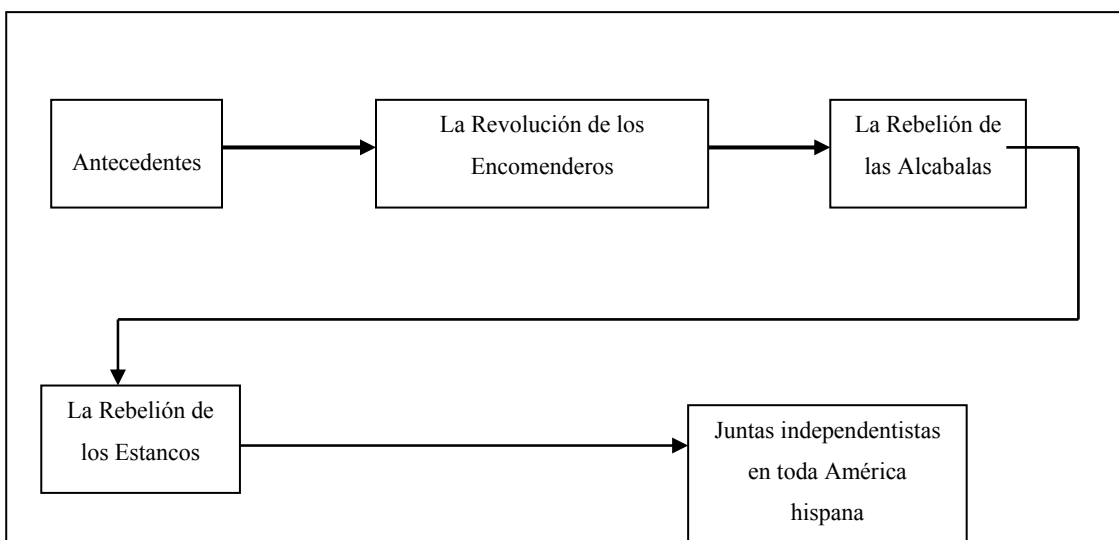 Antecedentes
La Revolución de los
Encomenderos
La Rebelión de
las Alcabalas
La Rebelión de
los Estancos
Juntas independentistas
en toda América
hispana